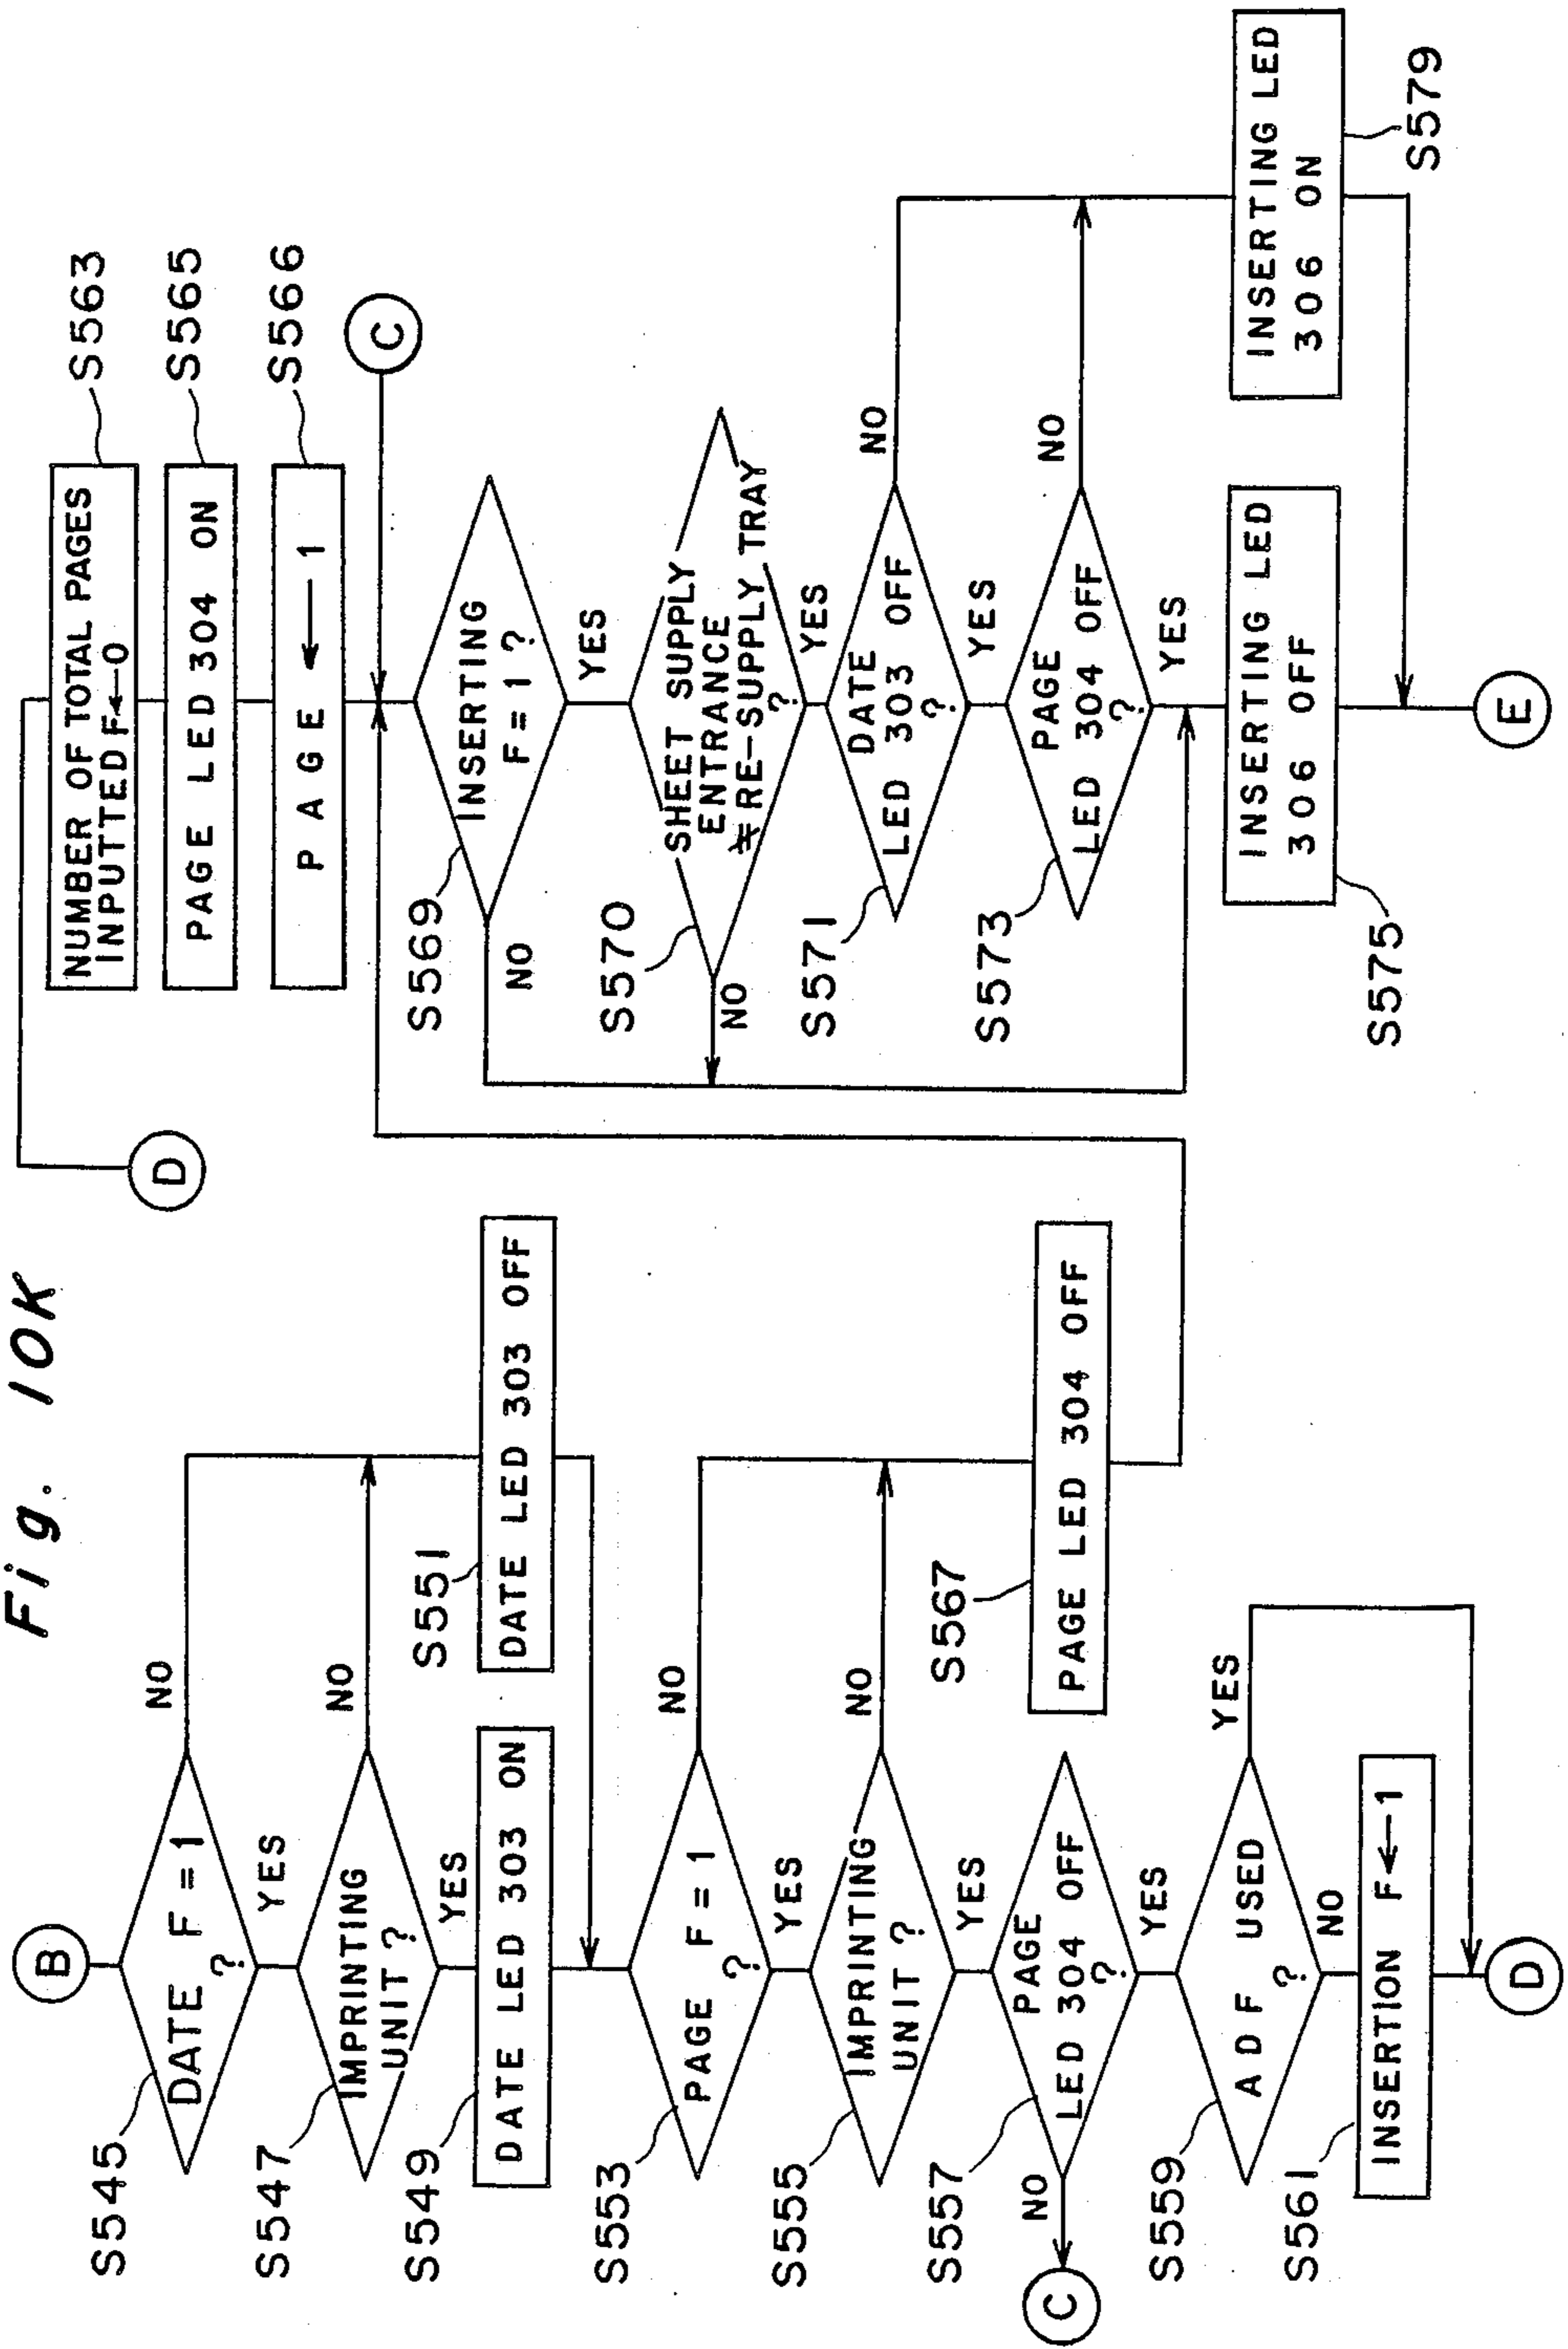 Fig. 10K
B
S545
DATE F=1
?
NO
YES
S547
IMPRINTING
UNIT ?
NO
YES
S549
DATE LED 303 ON
S551
DATE LED 303 OFF
S553
PAGE F=1
?
NO
YES
S555
IMPRINTING
UNIT ?
NO
YES
S557
PAGE
LED 304 OFF
?
NO
C
YES
S567
PAGE LED 304 OFF
S559
ADF USED
?
YES
NO
S561
INSERTION F←1
D
D
NUMBER OF TOTAL PAGES
INPUTTED F←0
S563
PAGE LED 304 ON
S565
PAGE ← 1
S566
C
S569
INSERTING
F=1 ?
NO
YES
S570
SHEET SUPPLY
ENTRANCE
≠ RE-SUPPLY TRAY
?
NO
YES
S571
DATE
LED 303 OFF
?
NO
YES
S573
PAGE
LED 304 OFF
?
NO
YES
INSERTING LED
306 OFF
S575
INSERTING LED
306 ON
S579
E